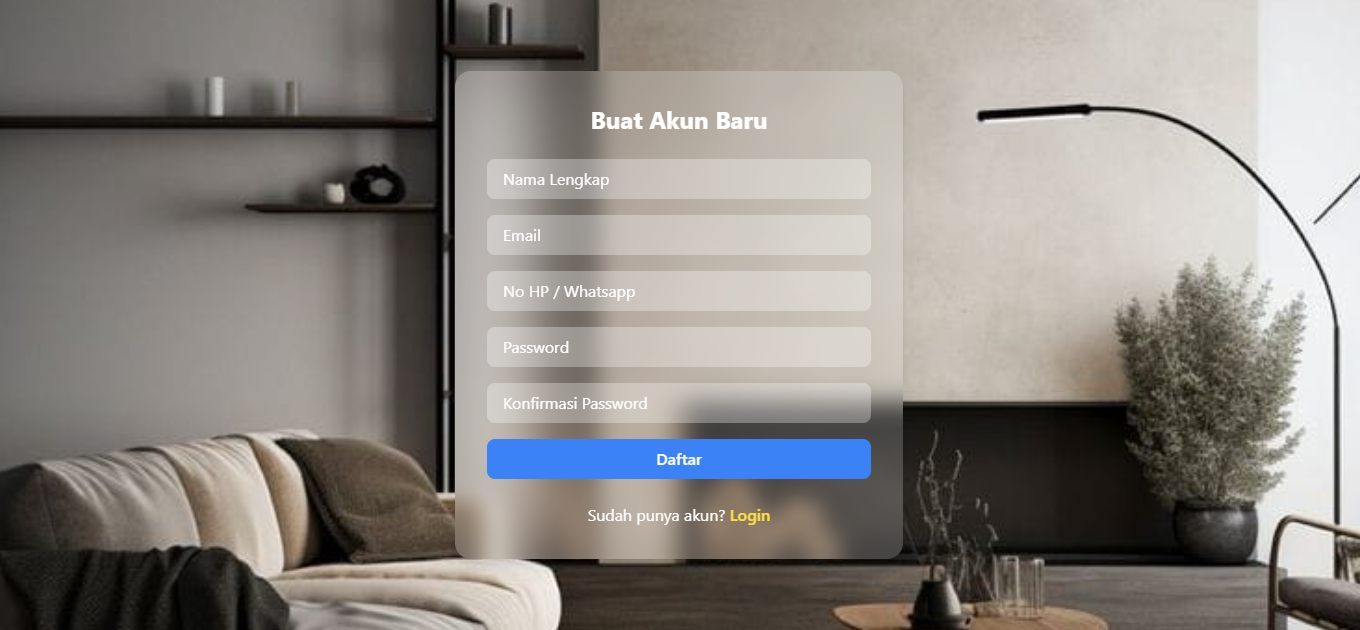 Buat Akun Baru
Nama Lengkap
Email
No HP / Whatsapp
Password
Konfirmasi Password
Daftar
Sudah punya akun? Login